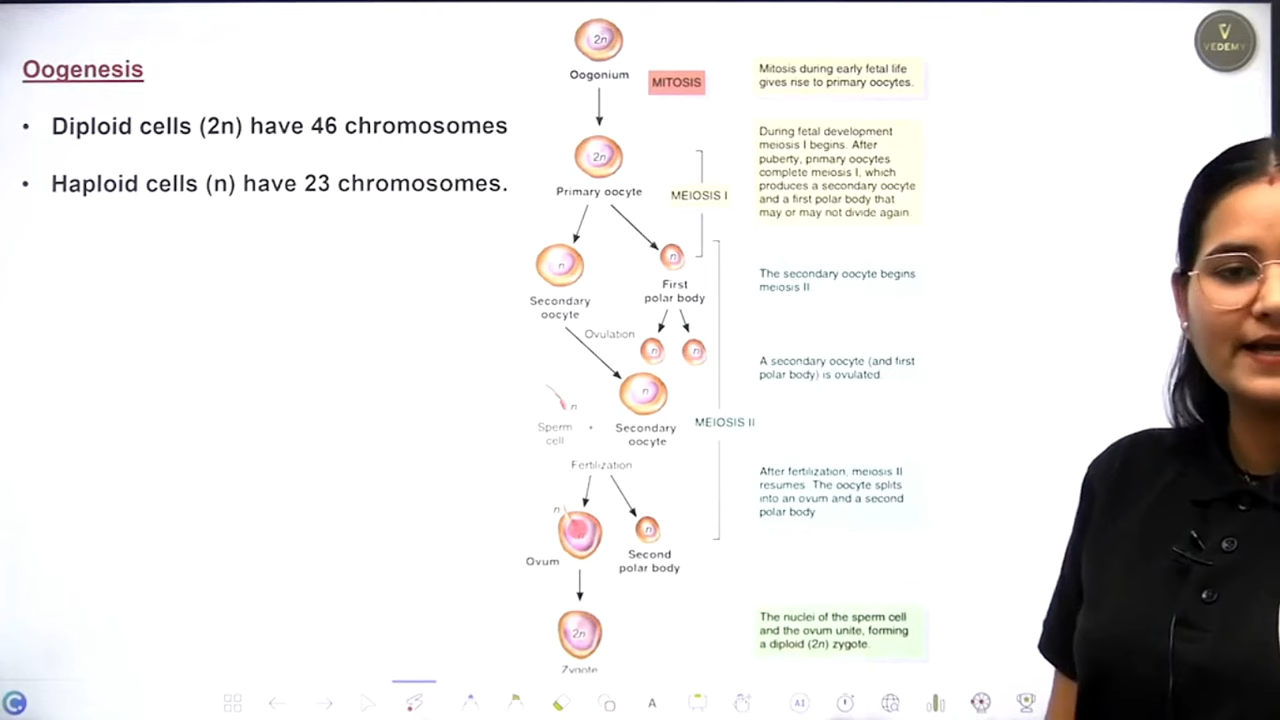 Oogenesis
• Diploid cells (2n) have 46 chromosomes
• Haploid cells (n) have 23 chromosomes.
2n
Oogonium
MITOSIS
Mitosis during early fetal life
gives rise to primary oocytes.
2n
Primary oocyte
MEIOSIS I
During fetal development
meiosis I begins. After
puberty, primary oocytes
complete meiosis I, which
produces a secondary oocyte
and a first polar body that
may or may not divide again.
n
n
Secondary
oocyte
First
polar body
The secondary oocyte begins
meiosis II
Ovulation
n
n
A secondary oocyte (and first
polar body) is ovulated.
n
n
Sperm
cell
+
Secondary
oocyte
MEIOSIS II
Fertilization
After fertilization, meiosis II
resumes. The oocyte splits
into an ovum and a second
polar body
n
n
n
Ovum
Second
polar body
2n
Zygote
The nuclei of the sperm cell
and the ovum unite, forming
a diploid (2n) zygote.
V
VEDEMY
C
A
AI